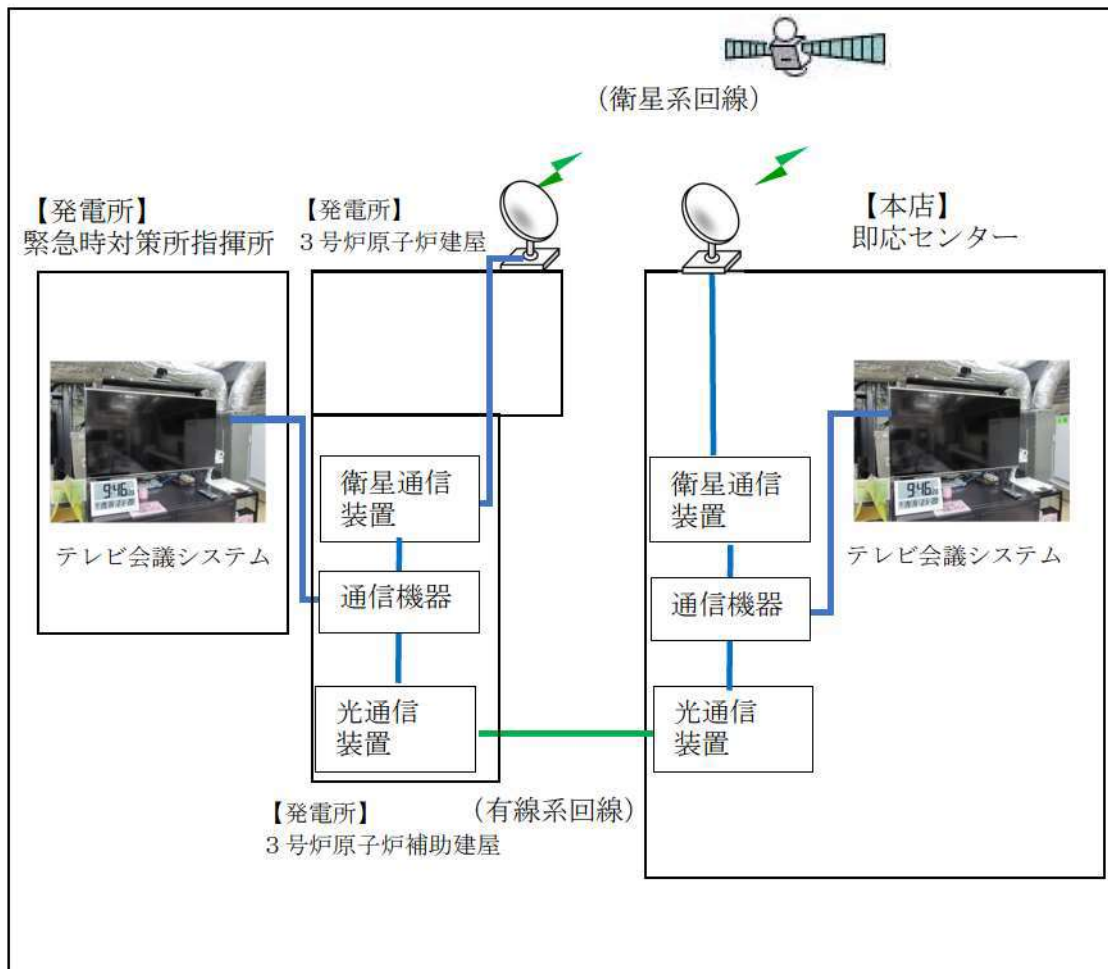 （衛星系回線）
【発電所】
緊急時対策所指揮所
【発電所】
３号炉原子炉建屋
【本店】
即応センター
9:46
9:46
テレビ会議システム
衛星通信
装置
通信機器
光通信
装置
衛星通信
装置
通信機器
光通信
装置
テレビ会議システム
（有線系回線）
【発電所】
３号炉原子炉補助建屋